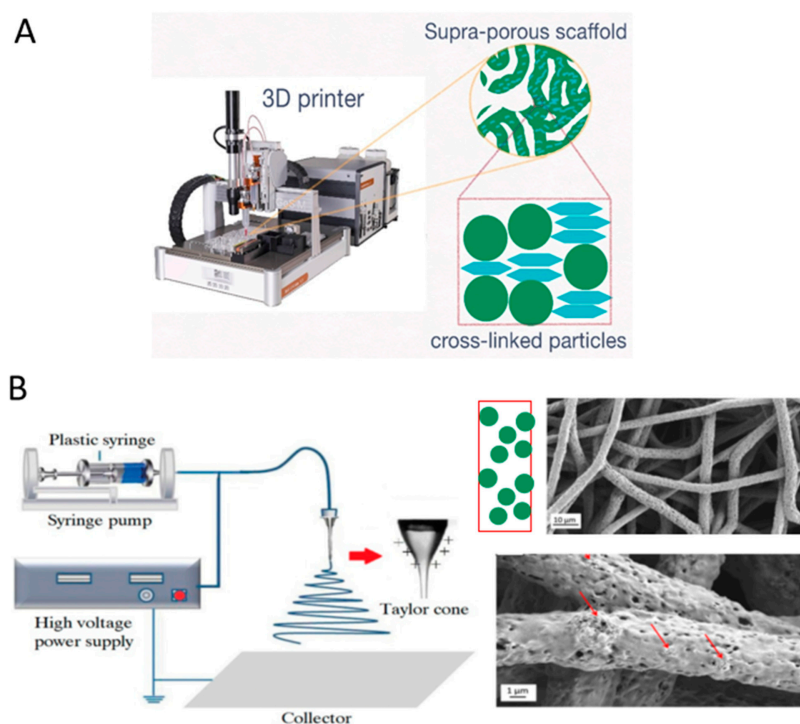 A
Supra-porous scaffold
3D printer
cross-linked particles
B
Plastic syringe
Syringe pump
High voltage
power supply
Taylor cone
Collector
10 µm
1 µm